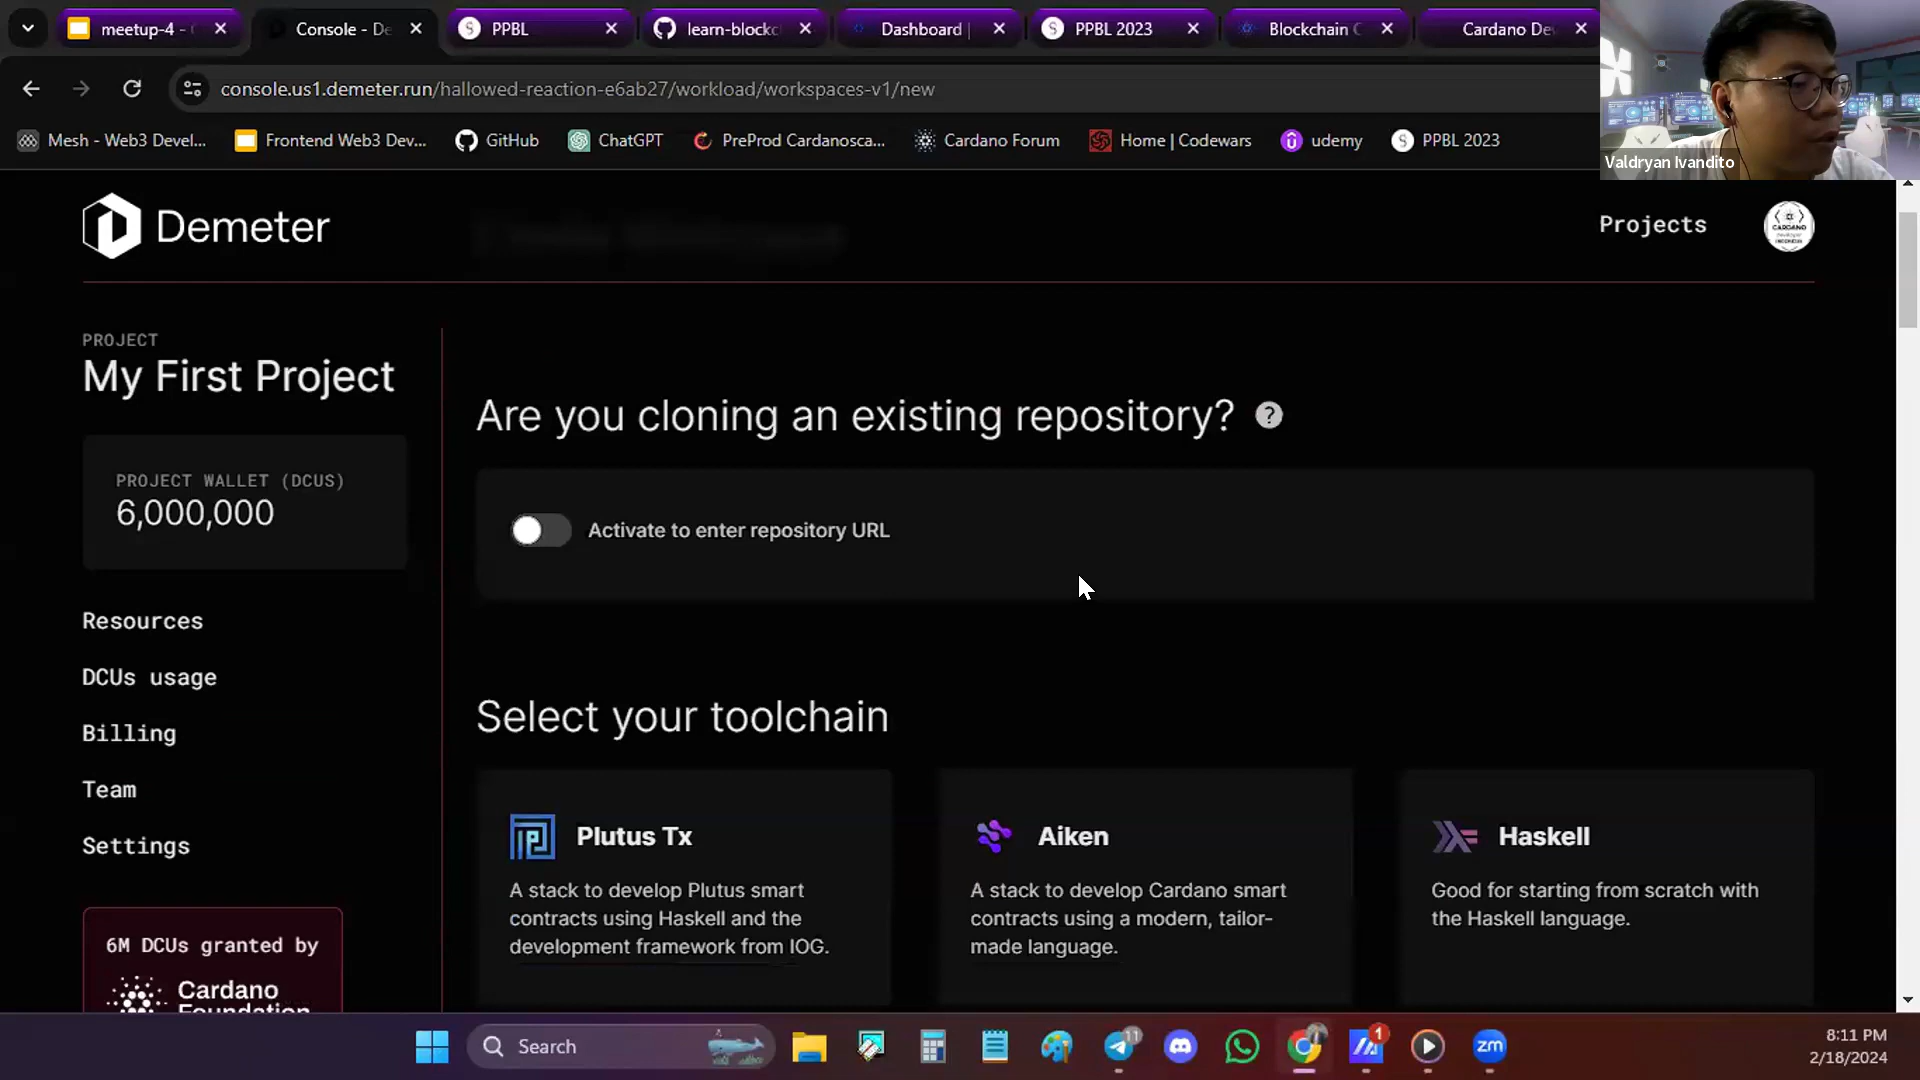 meetup-4 -
Console - De
PPBL
learn-blockc
Dashboard |
PPBL 2023
Blockchain C
Cardano De
console.us1.demeter.run/hallowed-reaction-e6ab27/workload/workspaces-v1/new
Mesh - Web3 Devel...
Frontend Web3 Dev...
GitHub
ChatGPT
PreProd Cardanosca...
Cardano Forum
Home | Codewars
udemy
PPBL 2023
Valdryan Ivandito
Demeter
Projects
CARDANO
PROJECT
My First Project
PROJECT WALLET (DCUS)
6,000,000
Resources
DCUs usage
Billing
Team
Settings
6M DCUs granted by
Cardano
Foundation
Are you cloning an existing repository? ?
Activate to enter repository URL
Select your toolchain
Plutus Tx
A stack to develop Plutus smart
contracts using Haskell and the
development framework from IOG.
Aiken
A stack to develop Cardano smart
contracts using a modern, tailor-
made language.
Haskell
Good for starting from scratch with
the Haskell language.
Search
11
1
zm
8:11 PM
2/18/2024